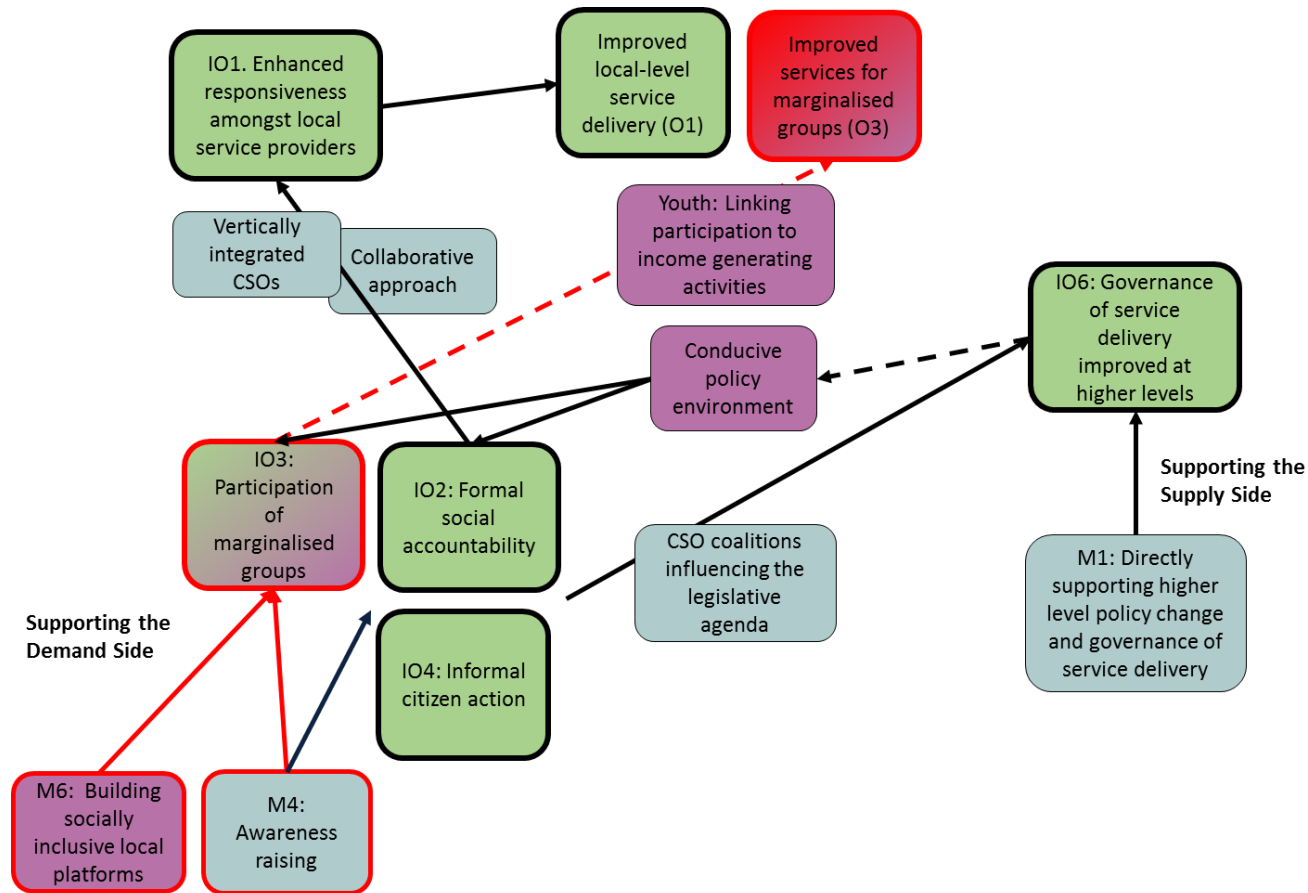 IO1. Enhanced
responsiveness
amongst local
service providers
Improved
local-level
service
delivery (O1)
Improved
services for
marginalised
groups (O3)
Vertically
integrated
CSOs
Collaborative
approach
Youth: Linking
participation to
income generating
activities
IO6: Governance
of service
delivery
improved at
higher levels
Conducive
policy
environment
IO3:
Participation
of
marginalised
groups
IO2: Formal
social
accountability
CSO coalitions
influencing the
legislative
agenda
Supporting the
Supply Side
M1: Directly
supporting higher
level policy change
and governance of
service delivery
Supporting the
Demand Side
IO4: Informal
citizen action
M6:  Building
socially
inclusive local
platforms
M4:
Awareness
raising